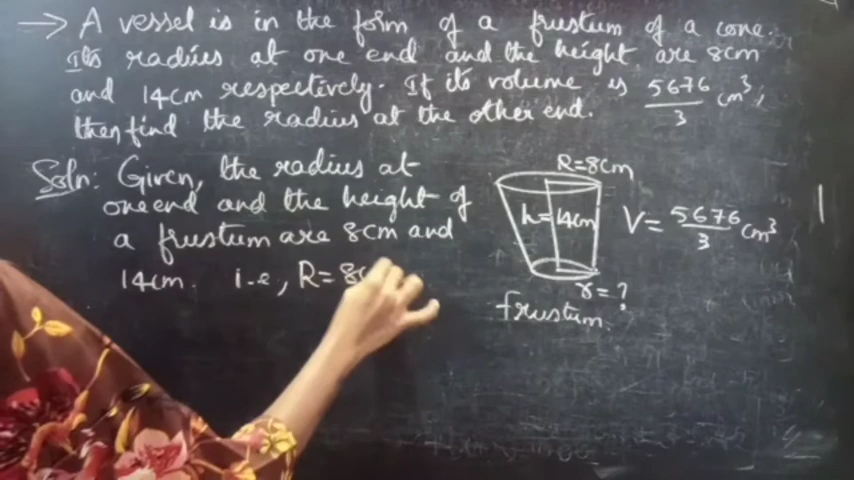 → A vessel is in the form of a frustum of a cone.
Its radius at one end and the height are 8cm
and 14cm respectively. If its volume is 5676/3 cm³,
then find the radius at the other end.
Soln: Given, the radius at
one end and the height of
a frustum are 8cm and
14cm. i.e, R=8c
R=8cm
h=14cm
V= 5676/3 cm³
r=?
frustum.